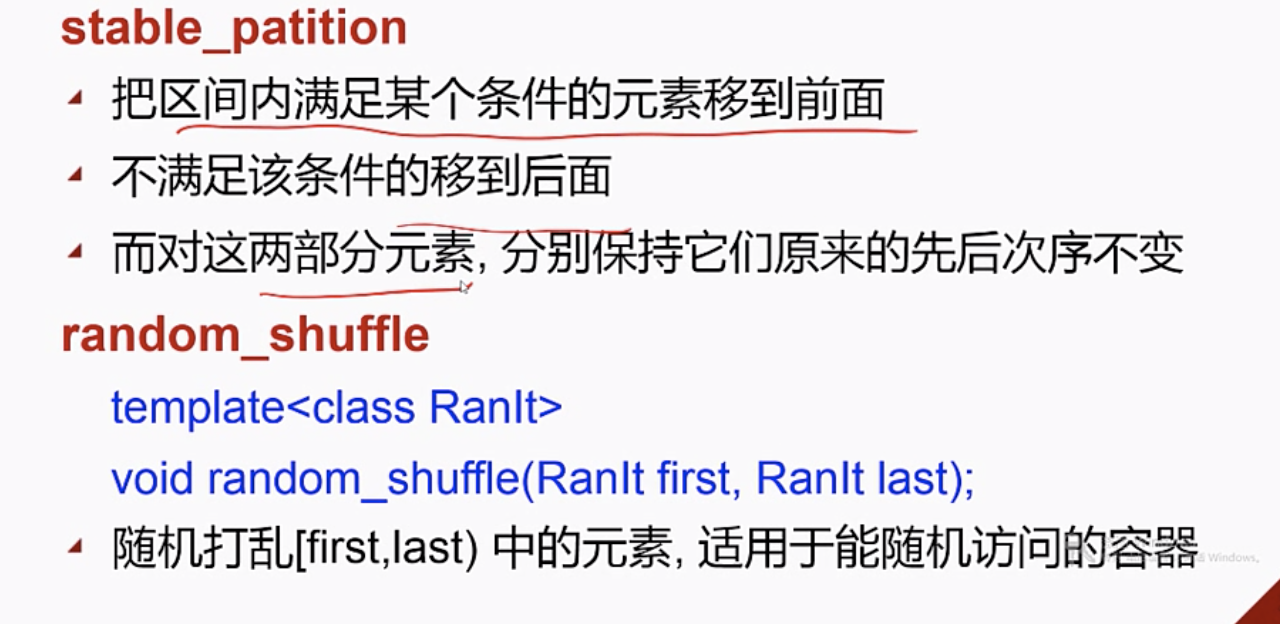 stable_patition
把区间内满足某个条件的元素移到前面
不满足该条件的移到后面
而对这两部分元素, 分别保持它们原来的先后次序不变
random_shuffle
template<class RanIt>
void random_shuffle(RanIt first, RanIt last);
随机打乱[first,last) 中的元素, 适用于能随机访问的容器
Windows。